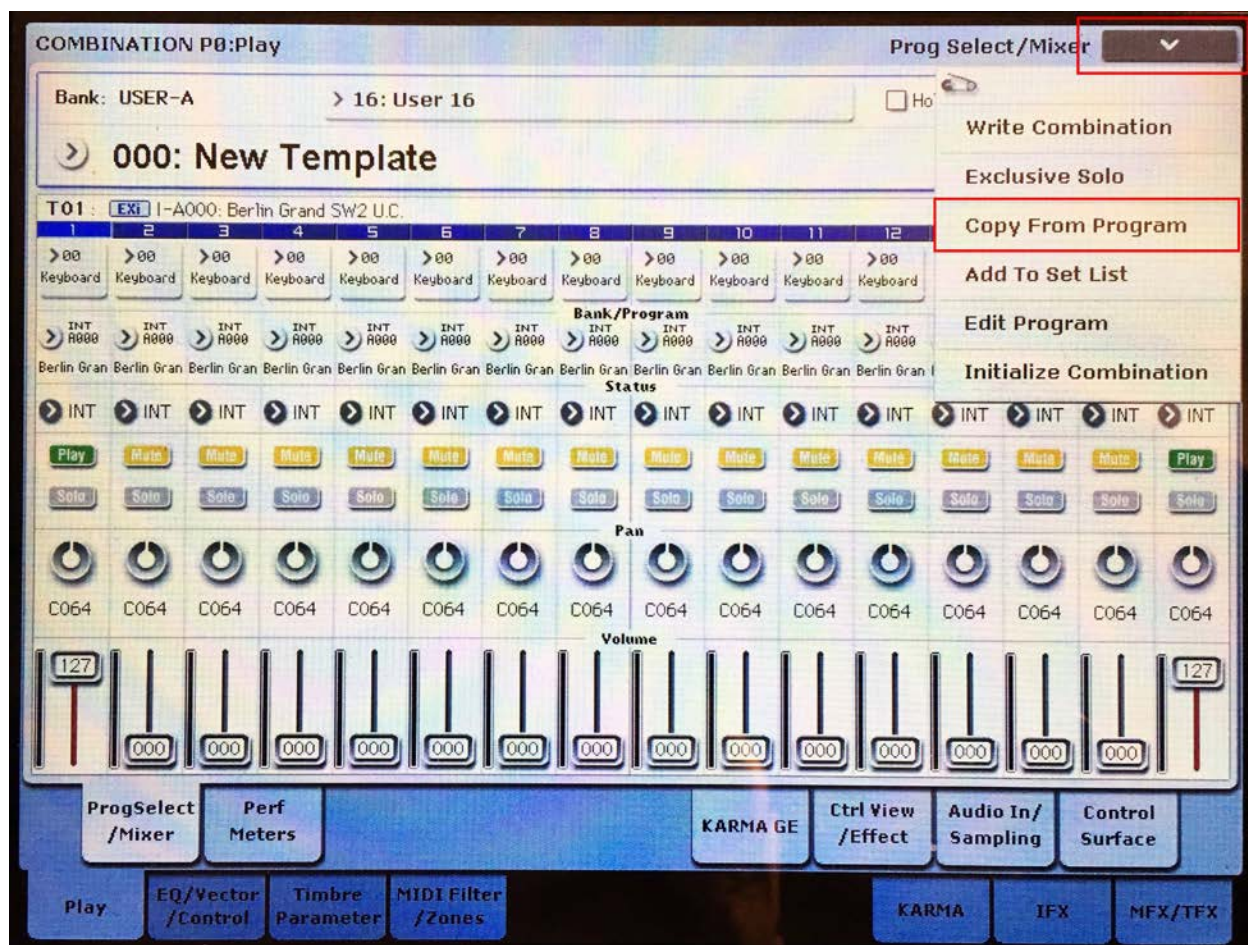 COMBINATION P0:Play
Prog Select/Mixer
Bank: USER-A
> 16: User 16
Ho
000: New Template
Write Combination
Exclusive Solo
Copy From Program
Add To Set List
Edit Program
Initialize Combination
T01 : EXi I-A000: Berlin Grand SW2 U.C.
1 2 3 4 5 6 7 8 9 10 11 12
>00 >00 >00 >00 >00 >00 >00 >00 >00 >00 >00 >00
Keyboard Keyboard Keyboard Keyboard Keyboard Keyboard Keyboard Keyboard Keyboard Keyboard Keyboard Keyboard
Bank/Program
INT INT INT INT INT INT INT INT INT INT INT INT
A000 A000 A000 A000 A000 A000 A000 A000 A000 A000 A000 A000
Berlin Gran Berlin Gran Berlin Gran Berlin Gran Berlin Gran Berlin Gran Berlin Gran Berlin Gran Berlin Gran Berlin Gran Berlin Gran Berlin Gran
Status
INT INT INT INT INT INT INT INT INT INT INT INT INT INT INT INT
Play Mute Mute Mute Mute Mute Mute Mute Mute Mute Mute Mute Mute Mute Mute Play
Solo Solo Solo Solo Solo Solo Solo Solo Solo Solo Solo Solo Solo Solo Solo Solo
Pan
C064 C064 C064 C064 C064 C064 C064 C064 C064 C064 C064 C064 C064 C064 C064 C064
Volume
127 000 000 000 000 000 000 000 000 000 000 000 000 000 000 127
ProgSelect
/Mixer
Perf
Meters
KARMA GE
Ctrl View
/Effect
Audio In/
Sampling
Control
Surface
Play
EQ/Vector
/Control
Timbre
Parameter
MIDI Filter
/Zones
KARMA
IFX
MFX/TFX